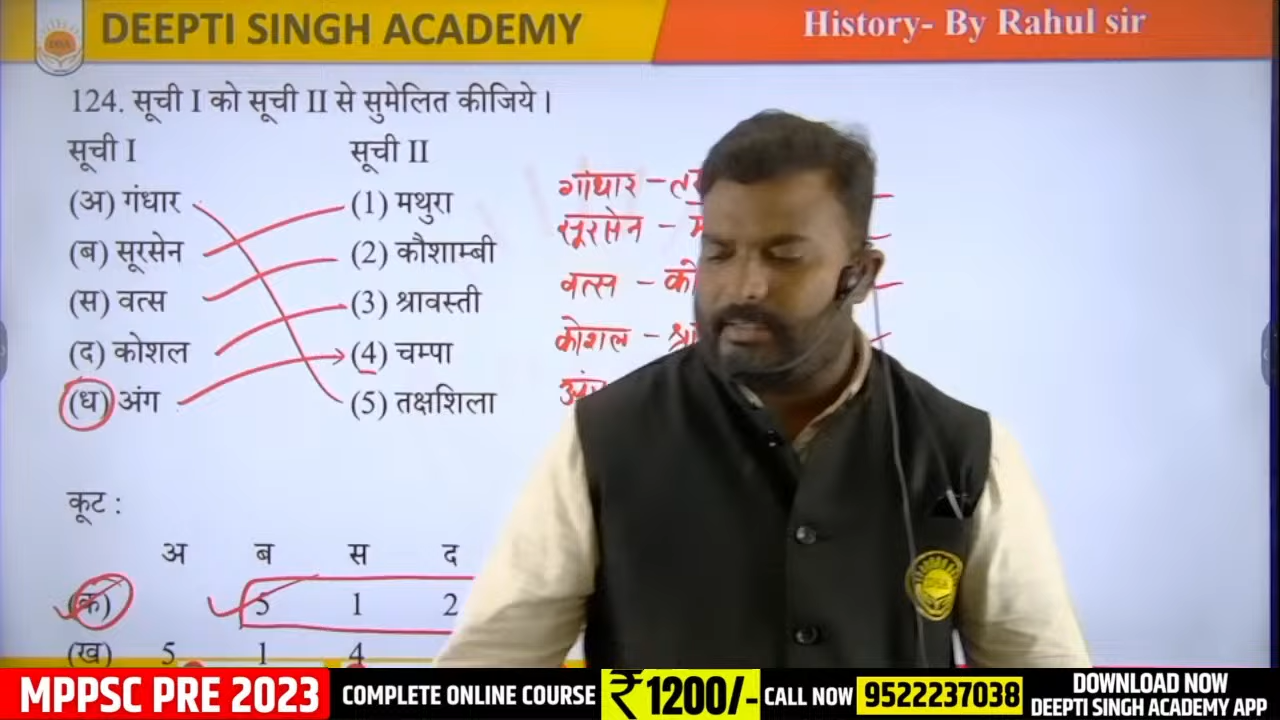 DEEPTI SINGH ACADEMY
History- By Rahul sir
124. सूची I को सूची II से सुमेलित कीजिये।
सूची I सूची II
(अ) गंधार (1) मथुरा
(ब) सूरसेन (2) कौशाम्बी
(स) वत्स (3) श्रावस्ती
(द) कोशल (4) चम्पा
(ध) अंग (5) तक्षशिला
गांधार –
सूरसेन –
वत्स – कौ
कोशल – श्रा
कूट :
अ ब स द
(क) 5 1 2
(ख) 5 1 4
MPPSC PRE 2023
COMPLETE ONLINE COURSE ₹1200/- CALL NOW 9522237038
DOWNLOAD NOW
DEEPTI SINGH ACADEMY APP